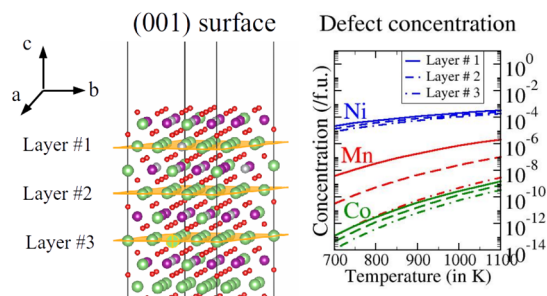 (001) surface
Defect concentration
c
b
a
Layer #1
Layer #2
Layer #3
Concentration (/f.u.)
Layer # 1
Layer # 2
Layer # 3
Ni
Mn
Co
10^0
10^-2
10^-4
10^-6
10^-8
10^-10
10^-12
10^-14
700 800 900 1000 1100
Temperature (in K)